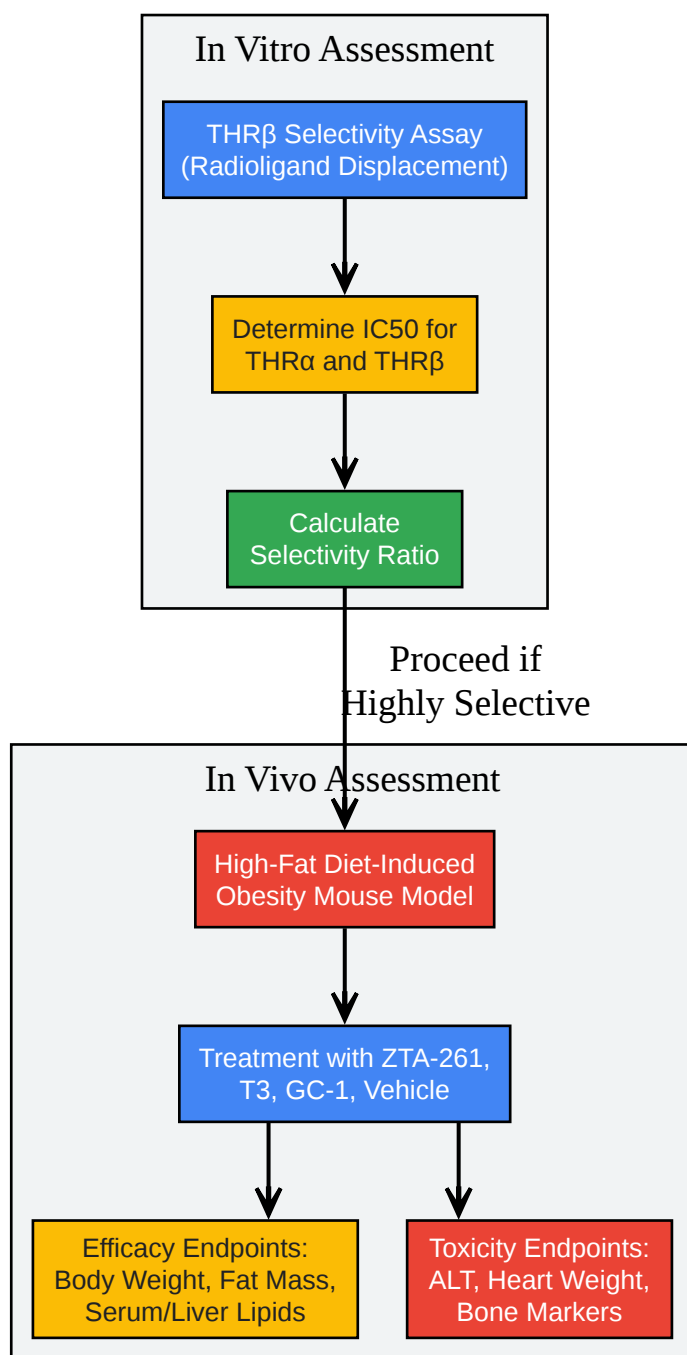 In Vitro Assessment
THRβ Selectivity Assay
(Radioligand Displacement)
Determine IC50 for
THRα and THRβ
Calculate
Selectivity Ratio
Proceed if
Highly Selective
In Vivo Assessment
High-Fat Diet-Induced
Obesity Mouse Model
Treatment with ZTA-261,
T3, GC-1, Vehicle
Efficacy Endpoints:
Body Weight, Fat Mass,
Serum/Liver Lipids
Toxicity Endpoints:
ALT, Heart Weight,
Bone Markers